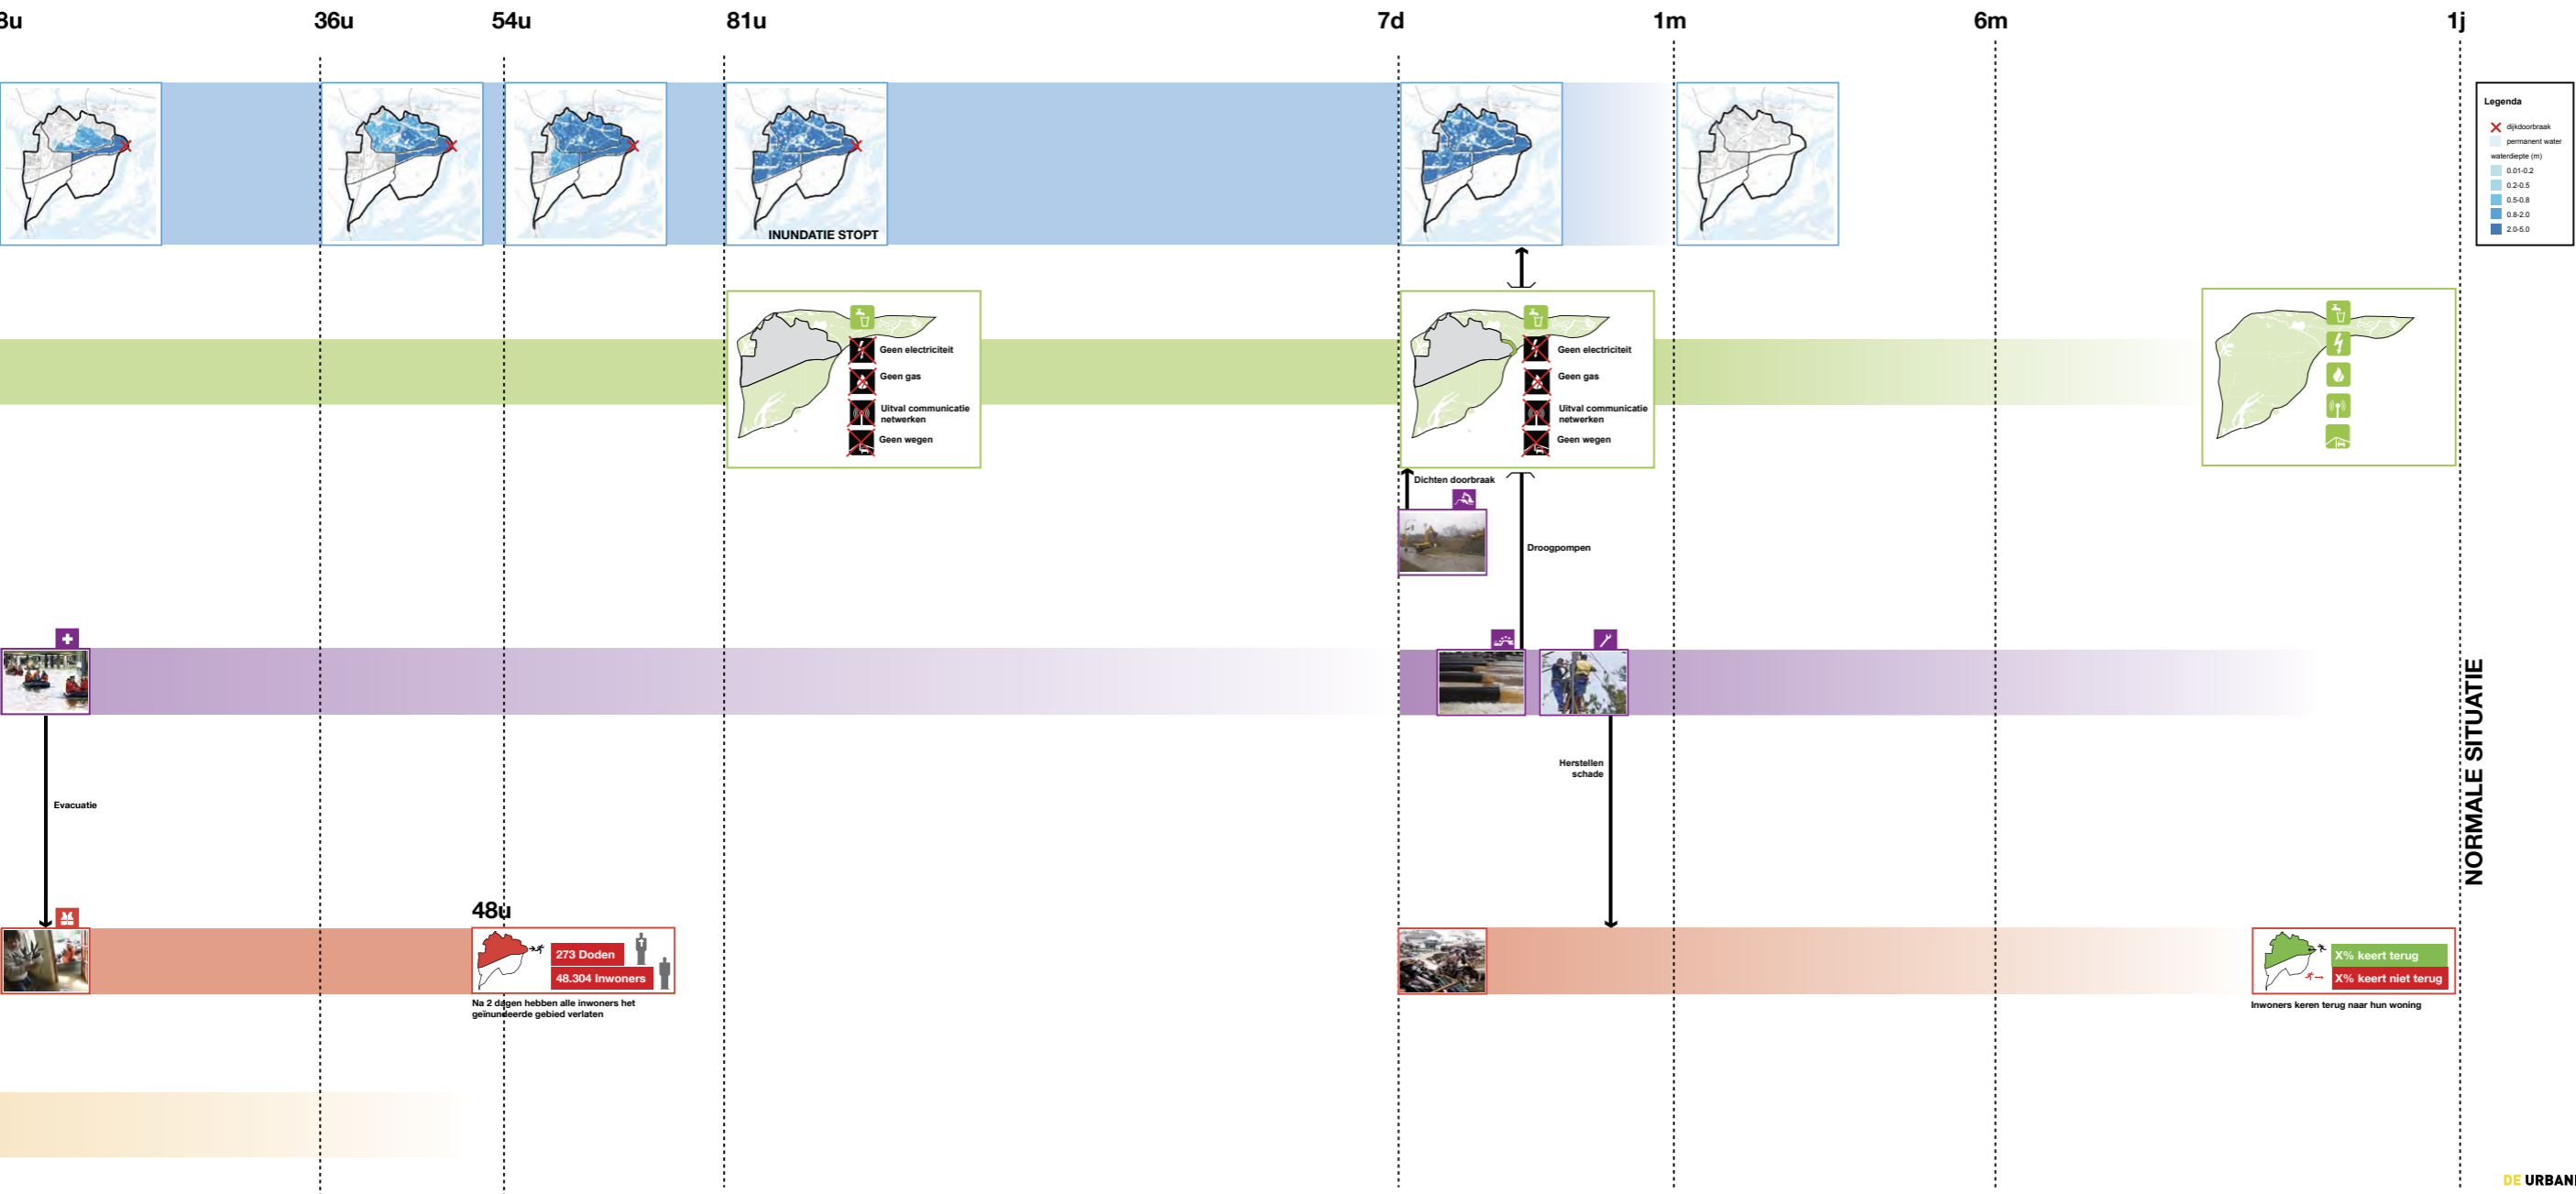 8u
36u
54u
81u
7d
1m
6m
1j
INUNDATIE STOPT
Legenda
dijkdoorbraak
permanent water
waterdiepte (m)
0.01-0.2
0.2-0.5
0.5-0.8
0.8-2.0
2.0-5.0
Geen electriciteit
Geen gas
Uitval communicatie
netwerken
Geen wegen
Geen electriciteit
Geen gas
Uitval communicatie
netwerken
Geen wegen
Dichten doorbraak
Droogpompen
Herstellen
schade
Evacuatie
NORMALE SITUATIE
48u
273 Doden
48.304 Inwoners
Na 2 dagen hebben alle inwoners het
geïnundeerde gebied verlaten
X% keert terug
X% keert niet terug
Inwoners keren terug naar hun woning
DE URBAN